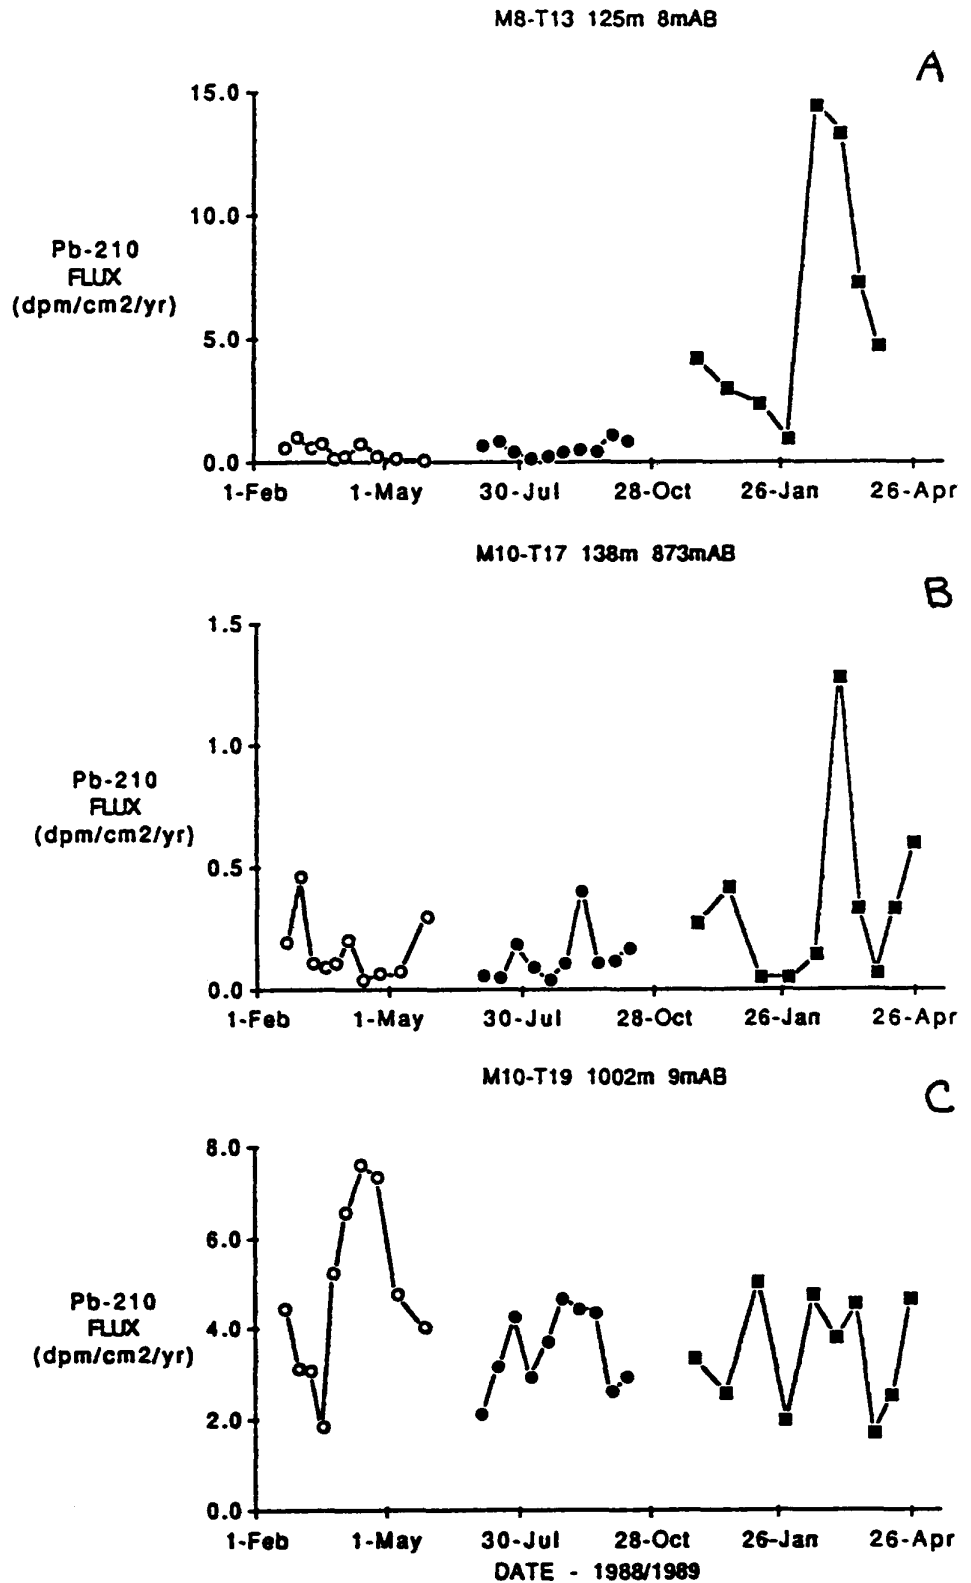 M8-T13 125m 8mAB
A
15.0
10.0
Pb-210
FLUX
(dpm/cm2/yr)
5.0
0.0
1-Feb 1-May 30-Jul 28-Oct 26-Jan 26-Apr
M10-T17 138m 873mAB
B
1.5
1.0
Pb-210
FLUX
(dpm/cm2/yr)
0.5
0.0
1-Feb 1-May 30-Jul 28-Oct 26-Jan 26-Apr
M10-T19 1002m 9mAB
C
8.0
6.0
Pb-210
FLUX
(dpm/cm2/yr)
4.0
2.0
0.0
1-Feb 1-May 30-Jul 28-Oct 26-Jan 26-Apr
DATE - 1988/1989